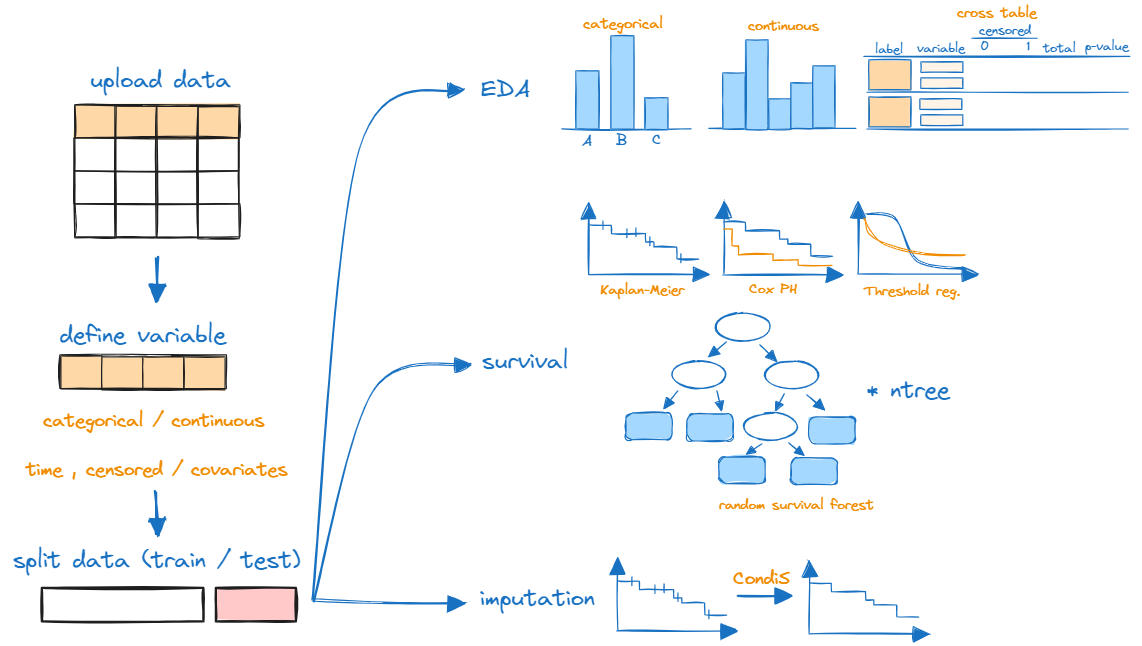 upload data
define variable
categorical / continuous
time , censored / covariates
split data (train / test)
EDA
categorical
A B C
continuous
cross table
censored
label variable 0 1 total p-value
survival
Kaplan-Meier
Cox PH
Threshold reg.
* ntree
random survival forest
imputation
CondiS